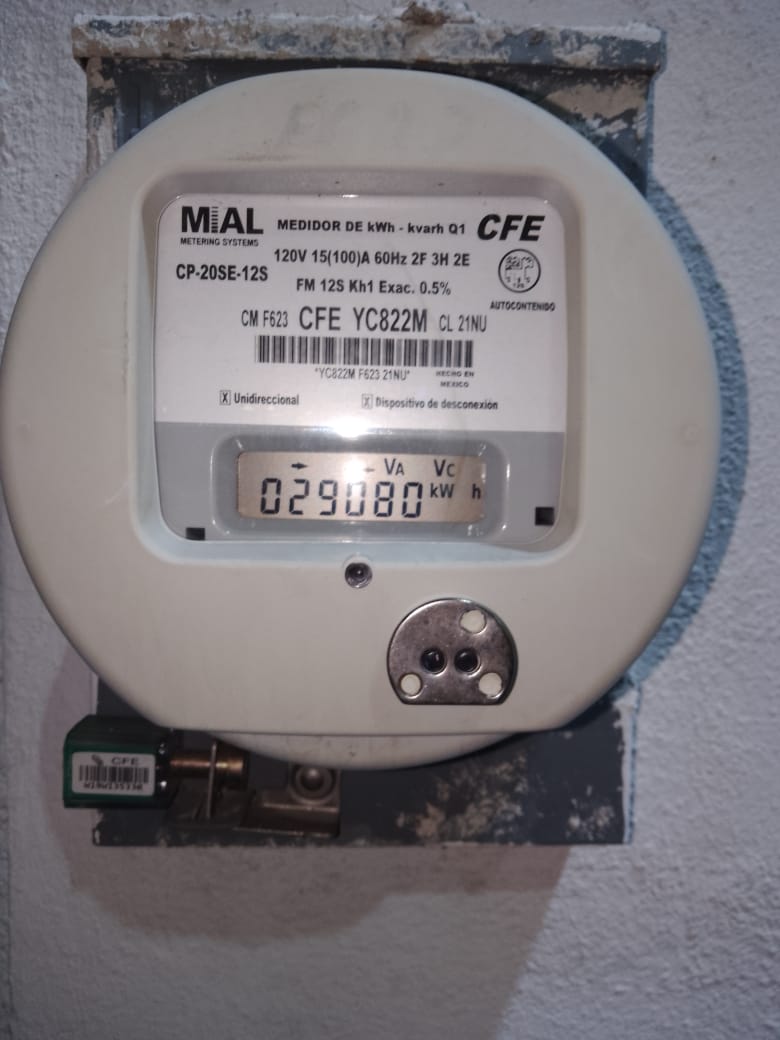 MIAL
METERING SYSTEMS
MEDIDOR DE kWh - kvarh Q1
CFE
CP-20SE-12S
120V 15(100)A 60Hz 2F 3H 2E
FM 12S Kh1 Exac. 0.5%
AUTOCONTENIDO
CM F623 CFE YC822M CL 21NU
*YC822M F623 21NU*
HECHO EN
MEXICO
X Unidireccional
X Dispositivo de desconexión
→ ← VA VC
029080 kW h
CFE